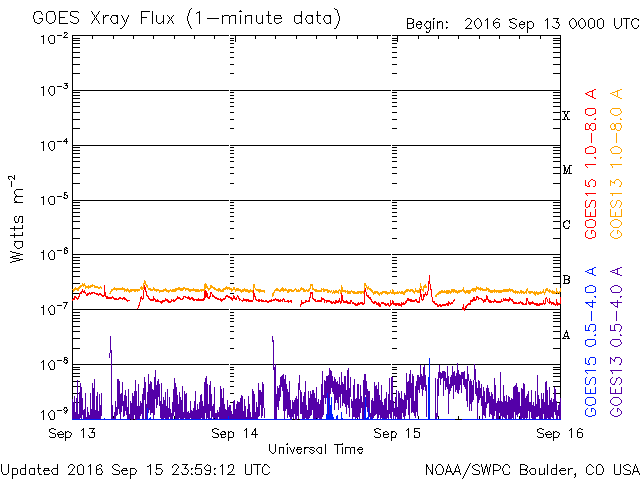 GOES Xray Flux (1-minute data)
Begin: 2016 Sep 13 0000 UTC
10⁻²
10⁻³
10⁻⁴
10⁻⁵
10⁻⁶
10⁻⁷
10⁻⁸
10⁻⁹
Watts m⁻²
X
M
C
B
A
GOES15 1.0-8.0 A
GOES13 1.0-8.0 A
GOES15 0.5-4.0 A
GOES13 0.5-4.0 A
Sep 13 Sep 14 Sep 15 Sep 16
Universal Time
Updated 2016 Sep 15 23:59:12 UTC
NOAA/SWPC Boulder, CO USA